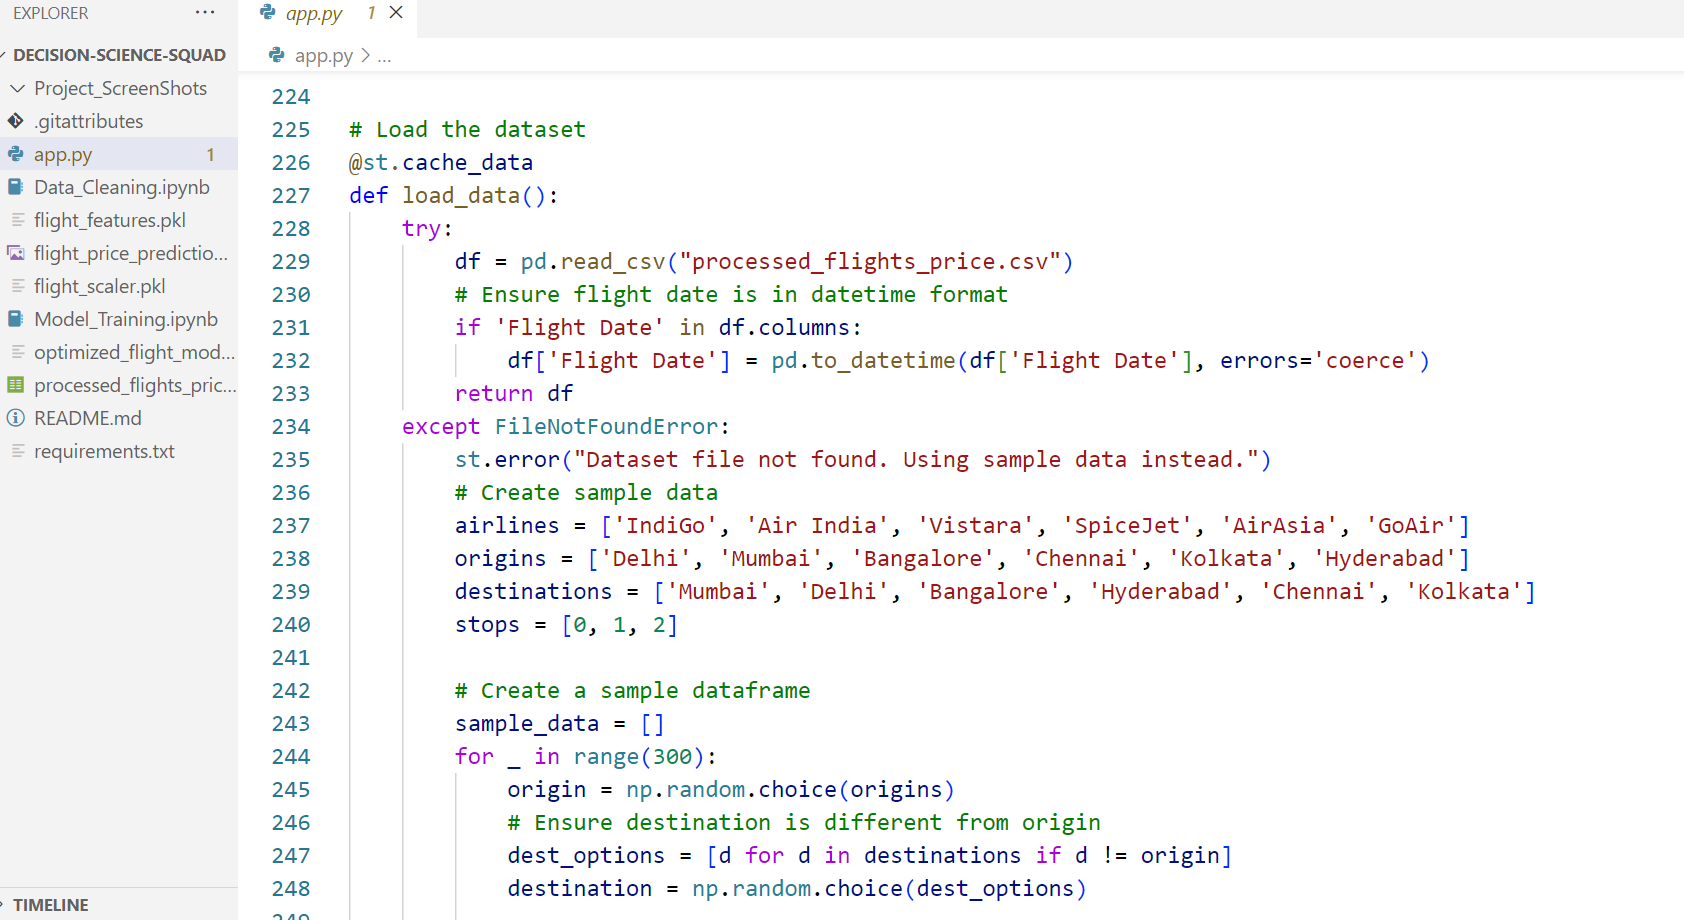 EXPLORER ···
DECISION-SCIENCE-SQUAD
Project_ScreenShots
.gitattributes
app.py 1
Data_Cleaning.ipynb
flight_features.pkl
flight_price_predictio...
flight_scaler.pkl
Model_Training.ipynb
optimized_flight_mod...
processed_flights_pric...
README.md
requirements.txt
TIMELINE
app.py 1
app.py > ...
224
225 # Load the dataset
226 @st.cache_data
227 def load_data():
228     try:
229         df = pd.read_csv("processed_flights_price.csv")
230         # Ensure flight date is in datetime format
231         if 'Flight Date' in df.columns:
232             df['Flight Date'] = pd.to_datetime(df['Flight Date'], errors='coerce')
233         return df
234     except FileNotFoundError:
235         st.error("Dataset file not found. Using sample data instead.")
236         # Create sample data
237         airlines = ['IndiGo', 'Air India', 'Vistara', 'SpiceJet', 'AirAsia', 'GoAir']
238         origins = ['Delhi', 'Mumbai', 'Bangalore', 'Chennai', 'Kolkata', 'Hyderabad']
239         destinations = ['Mumbai', 'Delhi', 'Bangalore', 'Hyderabad', 'Chennai', 'Kolkata']
240         stops = [0, 1, 2]
241
242         # Create a sample dataframe
243         sample_data = []
244         for _ in range(300):
245             origin = np.random.choice(origins)
246             # Ensure destination is different from origin
247             dest_options = [d for d in destinations if d != origin]
248             destination = np.random.choice(dest_options)
249